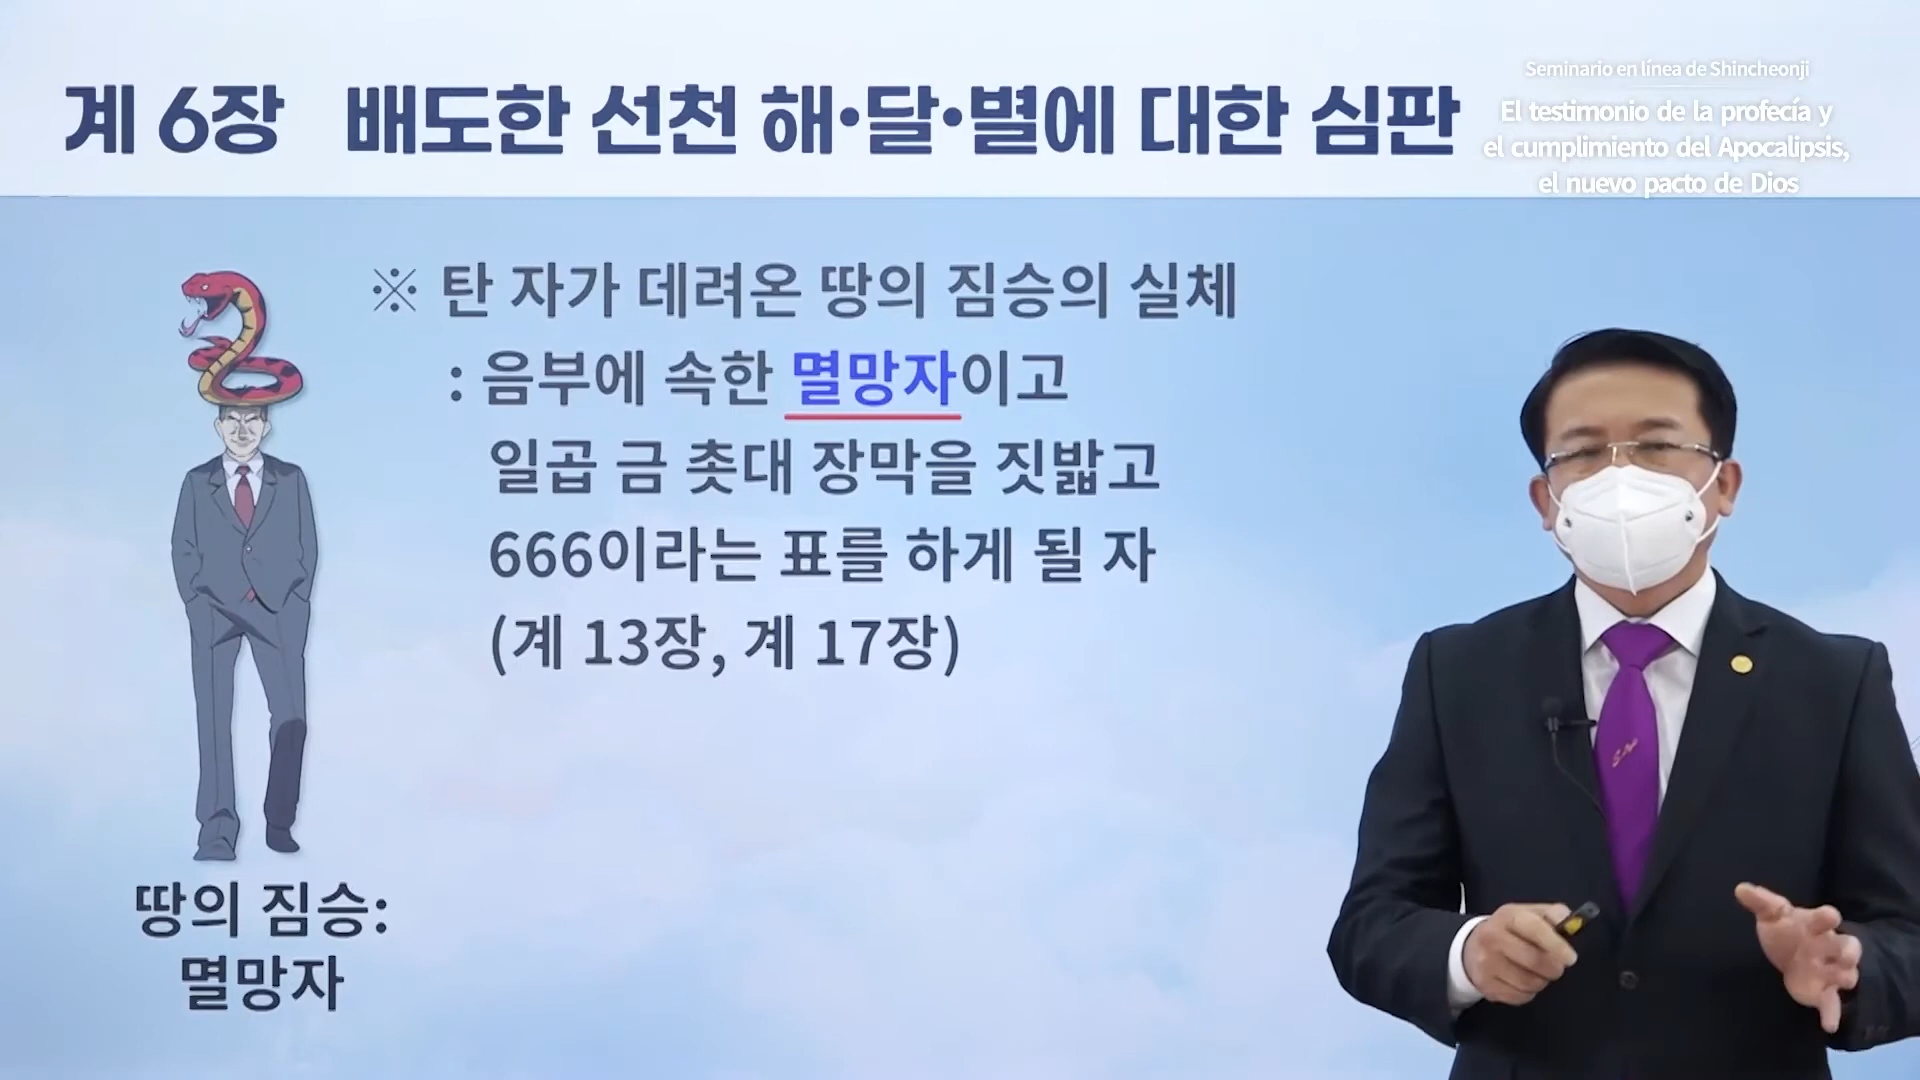 계 6장 배도한 선천 해·달·별에 대한 심판
Seminario en línea de Shincheonji
El testimonio de la profecía y
el cumplimiento del Apocalipsis,
el nuevo pacto de Dios
※ 탄 자가 데려온 땅의 짐승의 실체
: 음부에 속한 멸망자이고
일곱 금 촛대 장막을 짓밟고
666이라는 표를 하게 될 자
(계 13장, 계 17장)
땅의 짐승:
멸망자